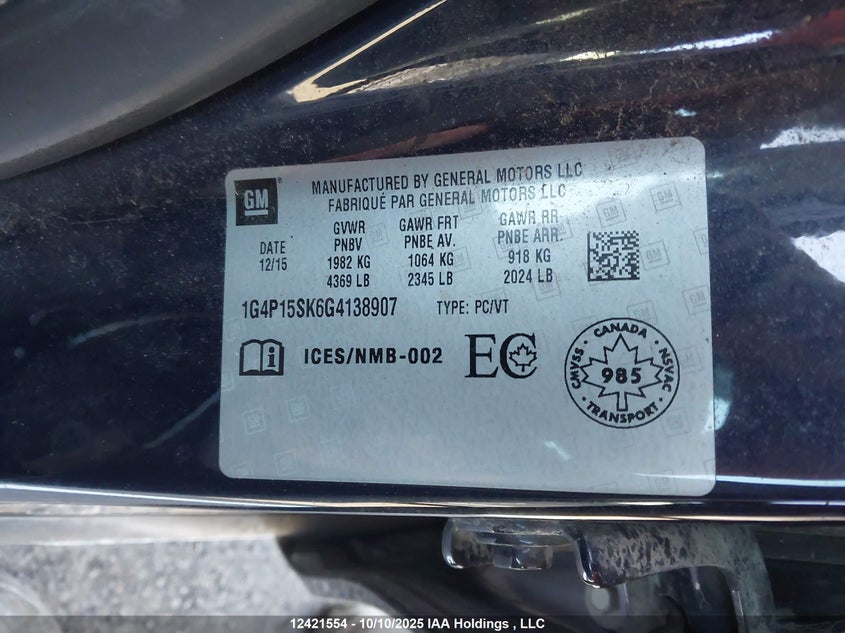 GM
MANUFACTURED BY GENERAL MOTORS LLC
FABRIQUÉ PAR GENERAL MOTORS LLC
DATE
12/15
GVWR
PNBV
1982 KG
4369 LB
GAWR FRT
PNBE AV.
1064 KG
2345 LB
GAWR RR
PNBE ARR.
918 KG
2024 LB
1G4P15SK6G4138907 TYPE: PC/VT
i ICES/NMB-002 EC
CANADA
CMVSS 985 NSVAC
TRANSPORT
12421554 - 10/10/2025 IAA Holdings , LLC